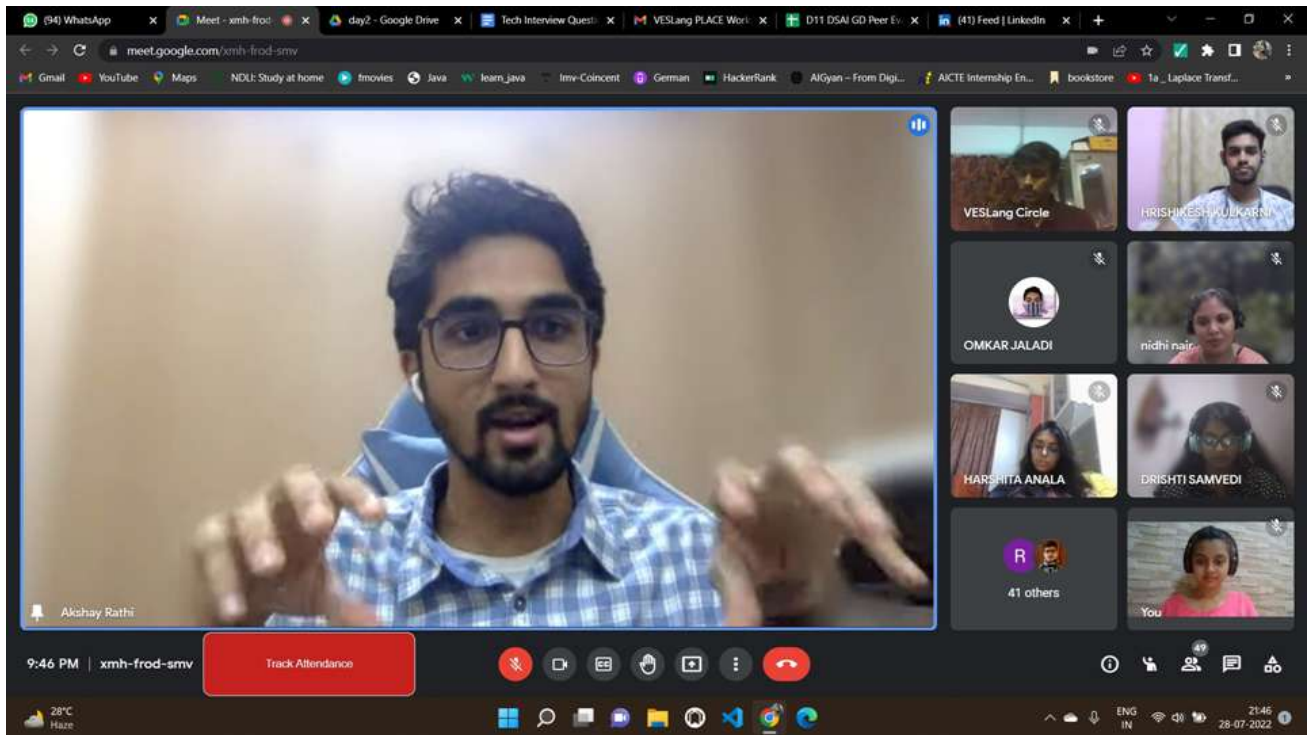 (94) WhatsApp
Meet - xmh-frod-
day2 - Google Drive
Tech Interview Questi
VESLang PLACE Work
D11 DSAI GD Peer Ev
(41) Feed | LinkedIn
meet.google.com/xmh-frod-smv
Gmail YouTube Maps NDLI: Study at home fmovies Java learn_java Imv-Coincent German HackerRank AIGyan – From Digi... AICTE Internship En... bookstore 1a_ Laplace Transf... »
VESLang Circle
HRISHIKESH KULKARNI
OMKAR JALADI
nidhi nair
HARSHITA ANALA
DRISHTI SAMVEDI
R
41 others
You
Akshay Rathi
9:46 PM | xmh-frod-smv
Track Attendance
CC
49
28°C
Haze
ENG
IN
21:46
28-07-2022